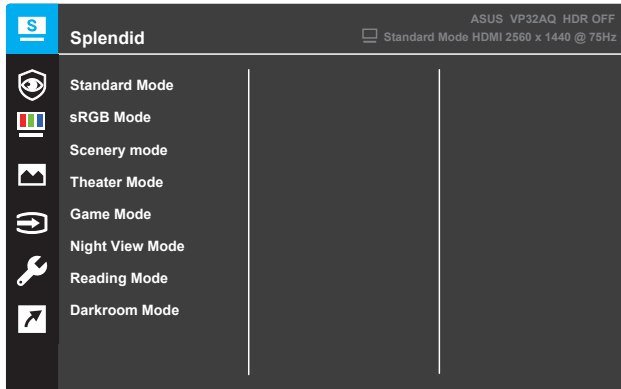 S
ASUS VP32AQ HDR OFF
Splendid
Standard Mode HDMI 2560 x 1440 @ 75Hz
Standard Mode
sRGB Mode
Scenery mode
Theater Mode
Game Mode
Night View Mode
Reading Mode
Darkroom Mode